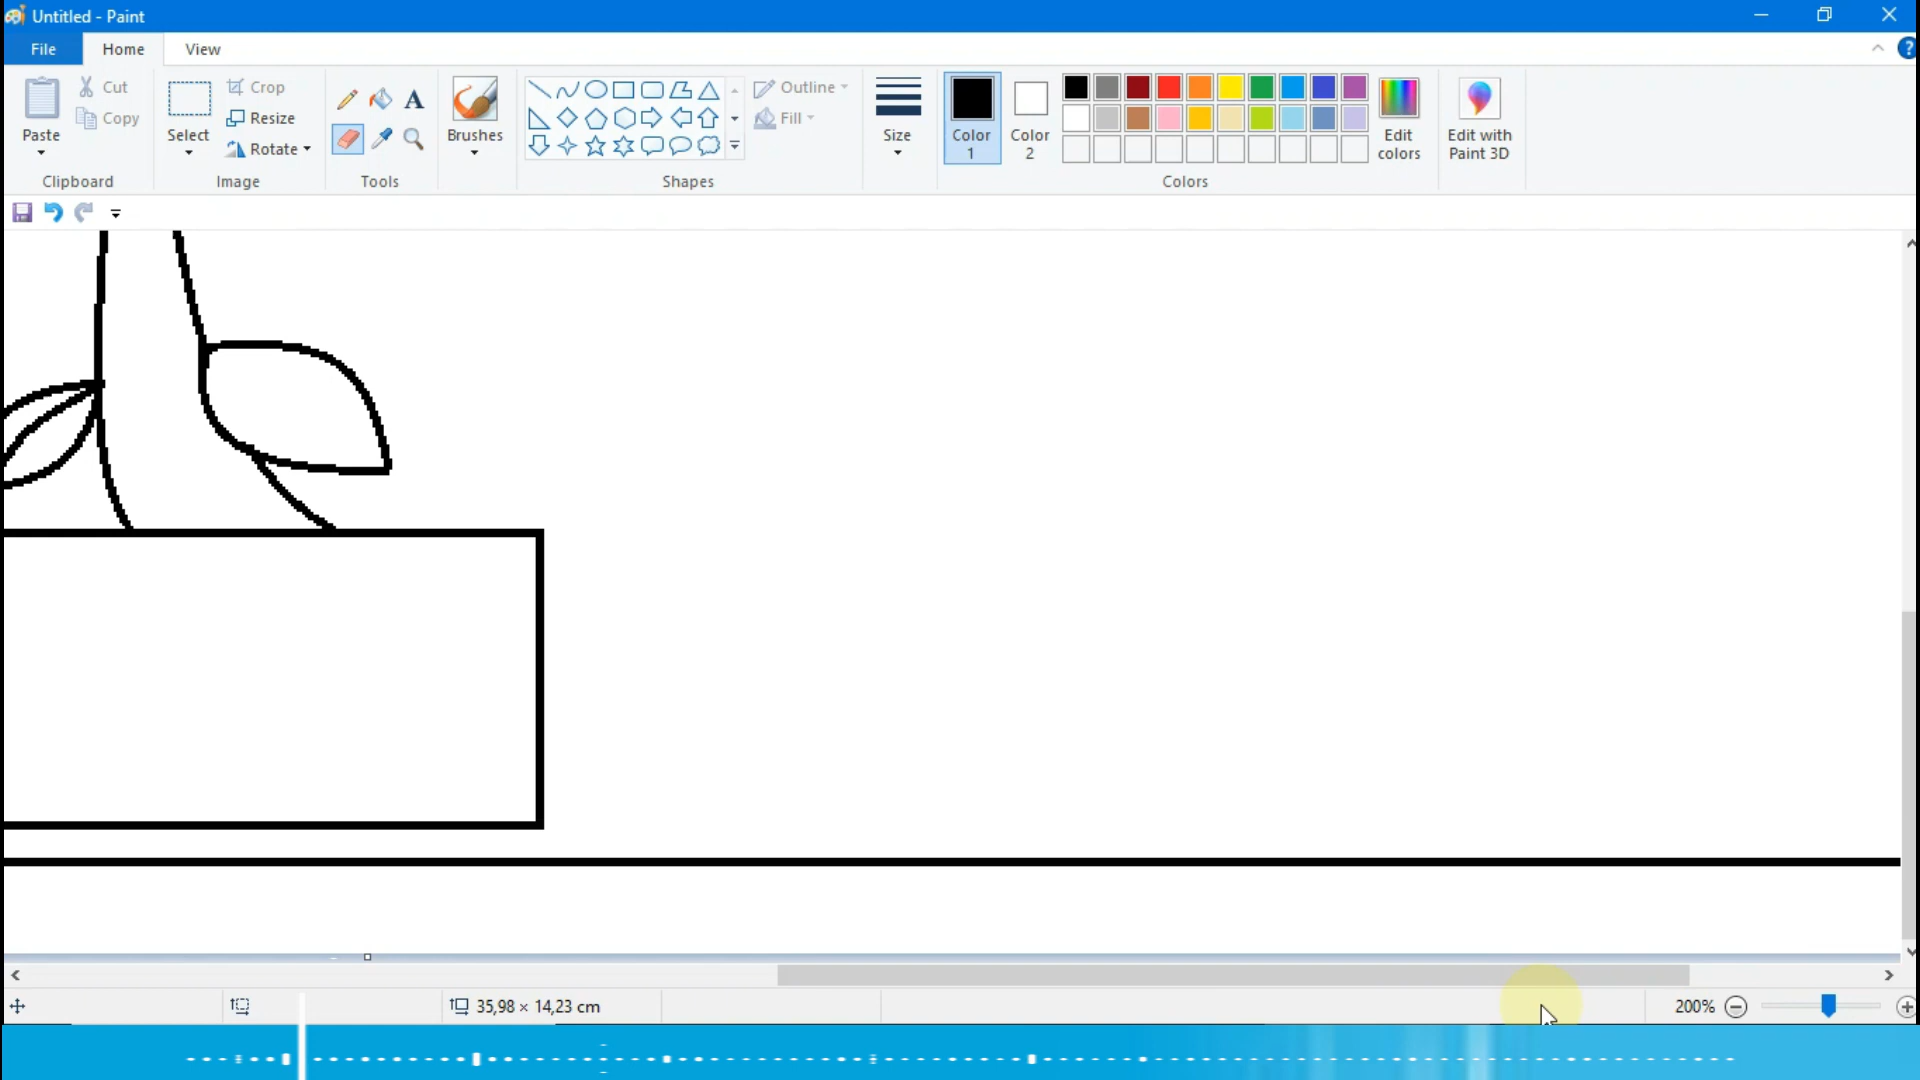 Untitled - Paint
File Home View
Paste Cut Copy Clipboard
Select Crop Resize Rotate Image
A Tools
Brushes
Shapes
Outline Fill
Size
Color 1
Color 2
Edit colors
Colors
Edit with Paint 3D
?
35,98 × 14,23 cm
200%